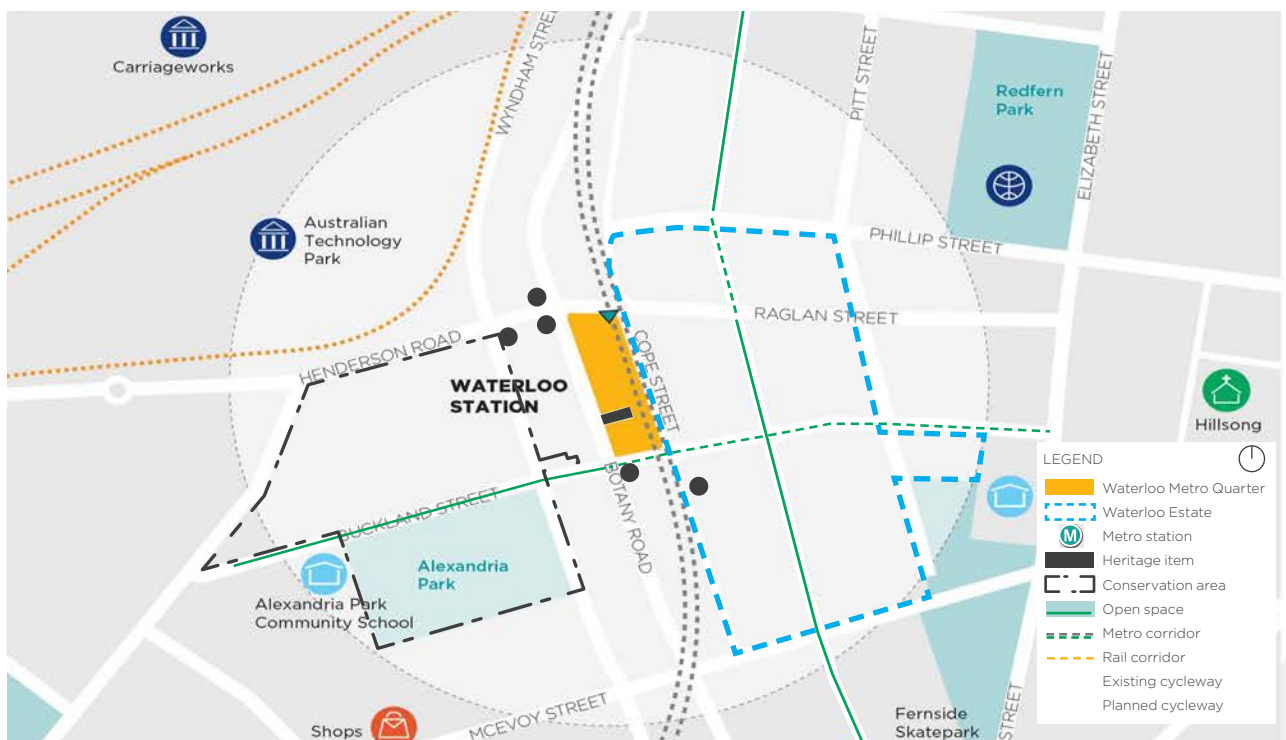 Carriageworks
WYNDHAM STREET
PITT STREET
ELIZABETH STREET
Redfern
Park
Australian
Technology
Park
PHILLIP STREET
RAGLAN STREET
COPE STREET
HENDERSON ROAD
WATERLOO
STATION
Hillsong
BUCKLAND STREET
BOTANY ROAD
Alexandria
Park
Alexandria Park
Community School
MCEVOY STREET
Shops
Fernside
Skatepark
STREET
LEGEND
Waterloo Metro Quarter
Waterloo Estate
M
Metro station
Heritage item
Conservation area
Open space
Metro corridor
Rail corridor
Existing cycleway
Planned cycleway